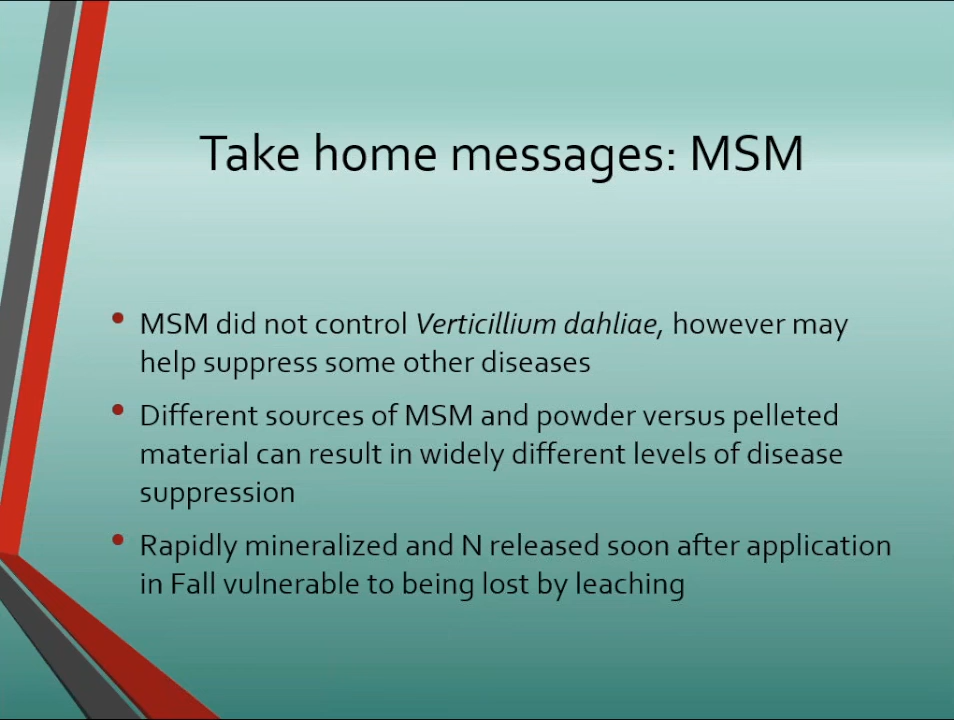 Take home messages: MSM
• MSM did not control Verticillium dahliae, however may
help suppress some other diseases
• Different sources of MSM and powder versus pelleted
material can result in widely different levels of disease
suppression
• Rapidly mineralized and N released soon after application
in Fall vulnerable to being lost by leaching